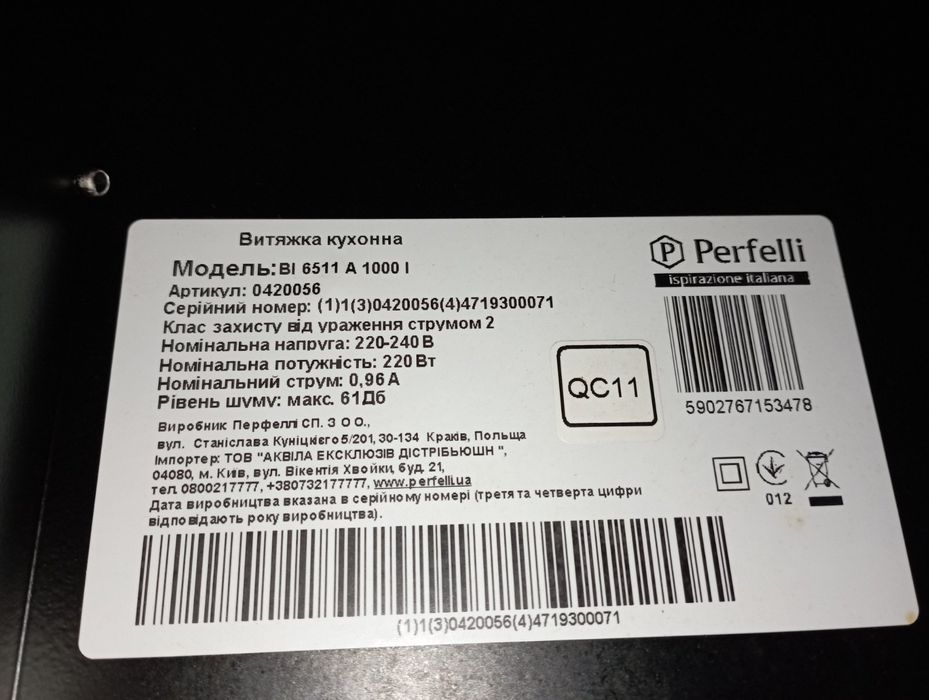 Витяжка кухонна
Модель: BI 6511 A 1000 I
Артикул: 0420056
Серійний номер: (1)1(3)0420056(4)4719300071
Клас захисту від ураження струмом 2
Номінальна напруга: 220-240 В
Номінальна потужність: 220 Вт
Номінальний струм: 0,96 А
Рівень шуму: макс. 61Дб
Виробник Перфеллі СП. З О О.,
вул. Станіслава Куніцкієго 5/201, 30-134 Краків, Польща
Імпортер: ТОВ "АКВІЛА ЕКСКЛЮЗІВ ДІСТРІБЬЮШН",
04080, м. Київ, вул. Вікентія Хвойки, буд. 21,
тел. 0800217777, +380732177777, www.perfelli.ua
Дата виробництва вказана в серійному номері (третя та четверта цифри
відповідають року виробництва).
(1)1(3)0420056(4)4719300071
Perfelli
ispirazione italiana
5902767153478
QC11
012